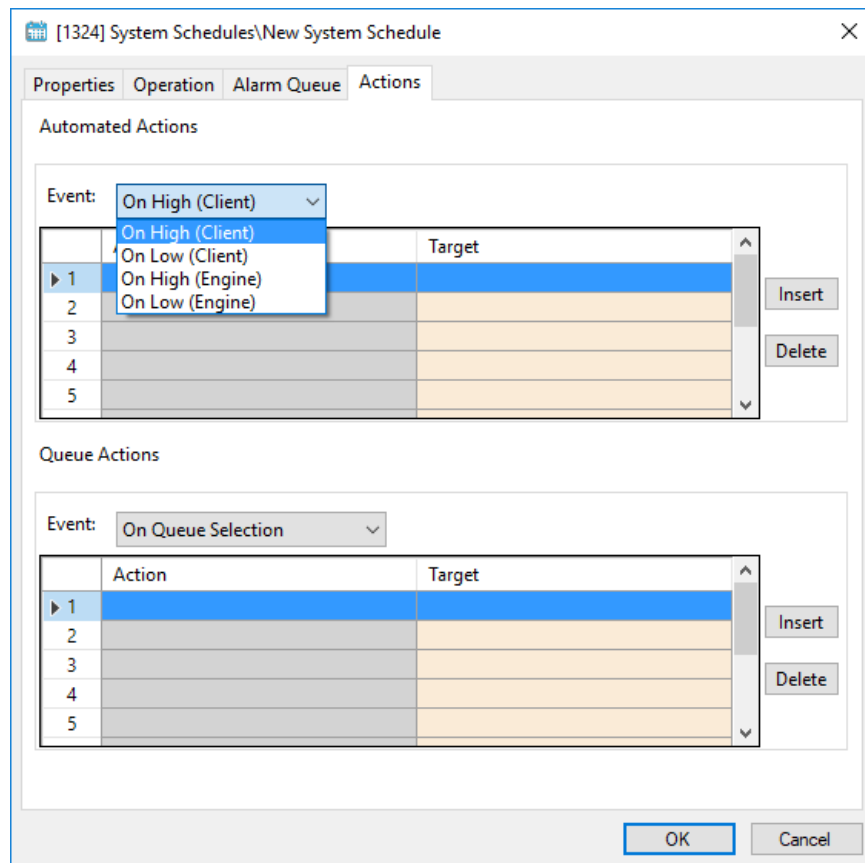 [1324] System Schedules\New System Schedule
Properties Operation Alarm Queue Actions
Automated Actions
Event: On High (Client)
On High (Client)
On Low (Client)
On High (Engine)
On Low (Engine)
Target
1
2
3
4
5
Insert
Delete
Queue Actions
Event: On Queue Selection
Action Target
1
2
3
4
5
Insert
Delete
OK Cancel